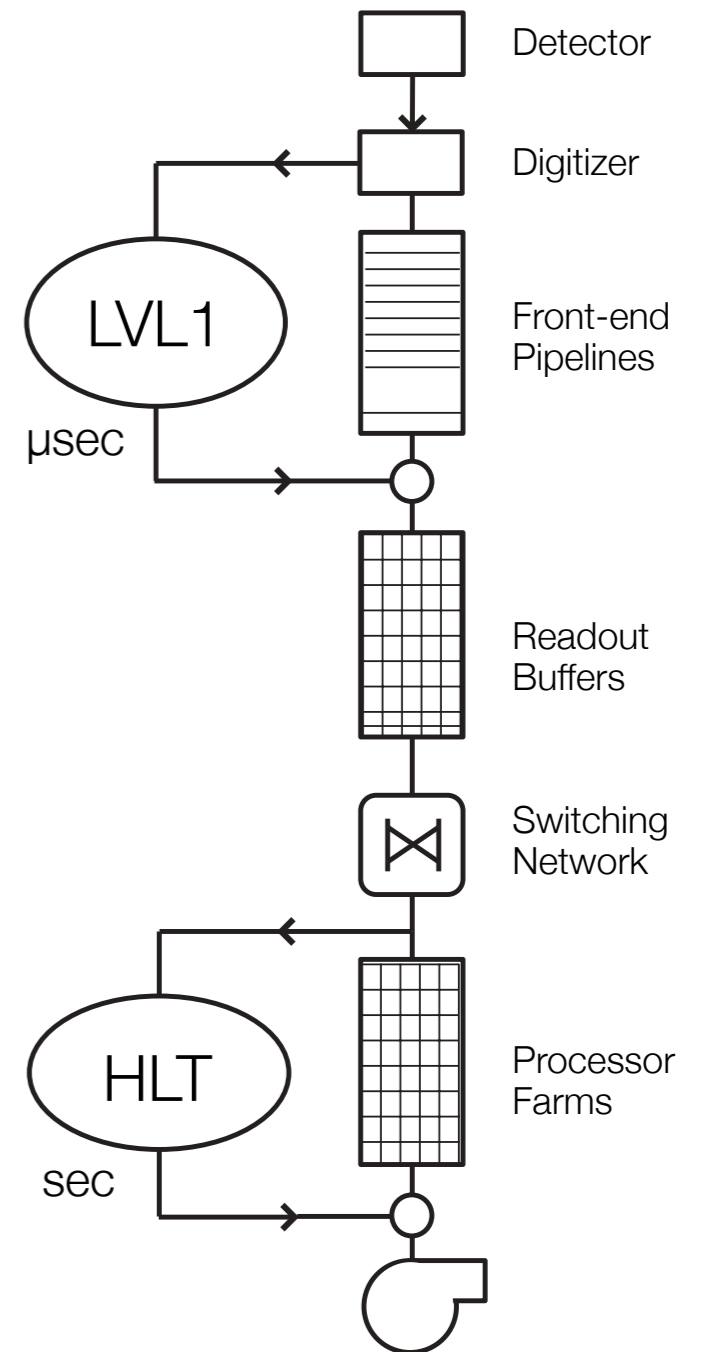 Detector
Digitizer
LVL1
Front-end
Pipelines
µsec
Readout
Buffers
Switching
Network
HLT
Processor
Farms
sec